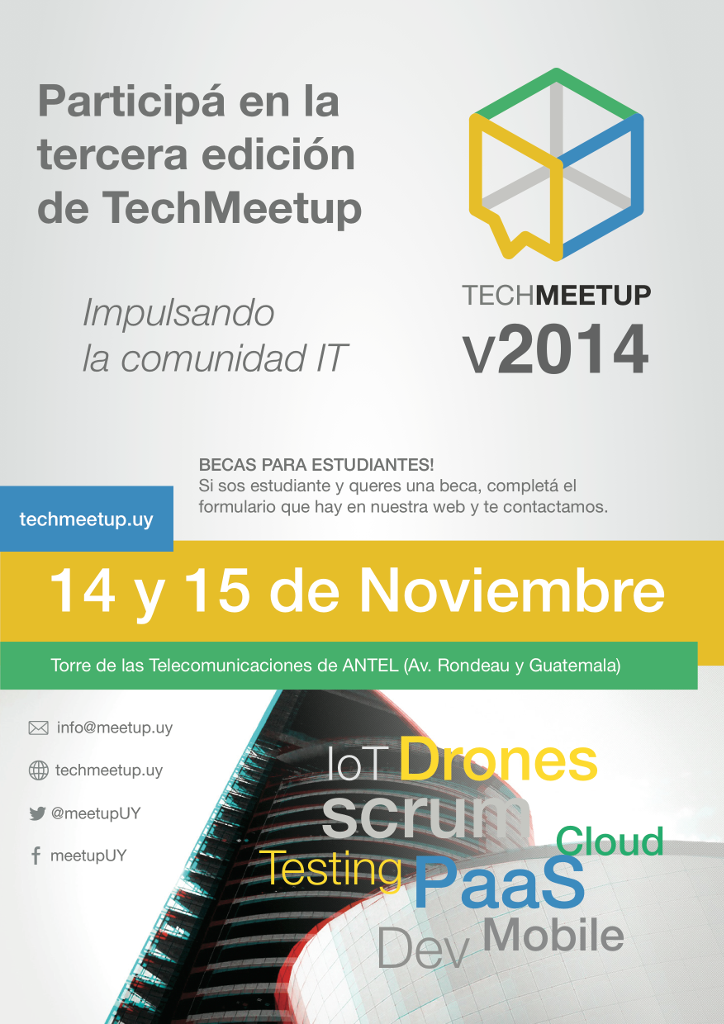 Participá en la
tercera edición
de TechMeetup
Impulsando
la comunidad IT
TECHMEETUP
v2014
BECAS PARA ESTUDIANTES!
Si sos estudiante y queres una beca, completá el
formulario que hay en nuestra web y te contactamos.
techmeetup.uy
14 y 15 de Noviembre
Torre de las Telecomunicaciones de ANTEL (Av. Rondeau y Guatemala)
info@meetup.uy
techmeetup.uy
@meetupUY
meetupUY
IoT Drones
scrum
Cloud
Testing PaaS
Dev Mobile